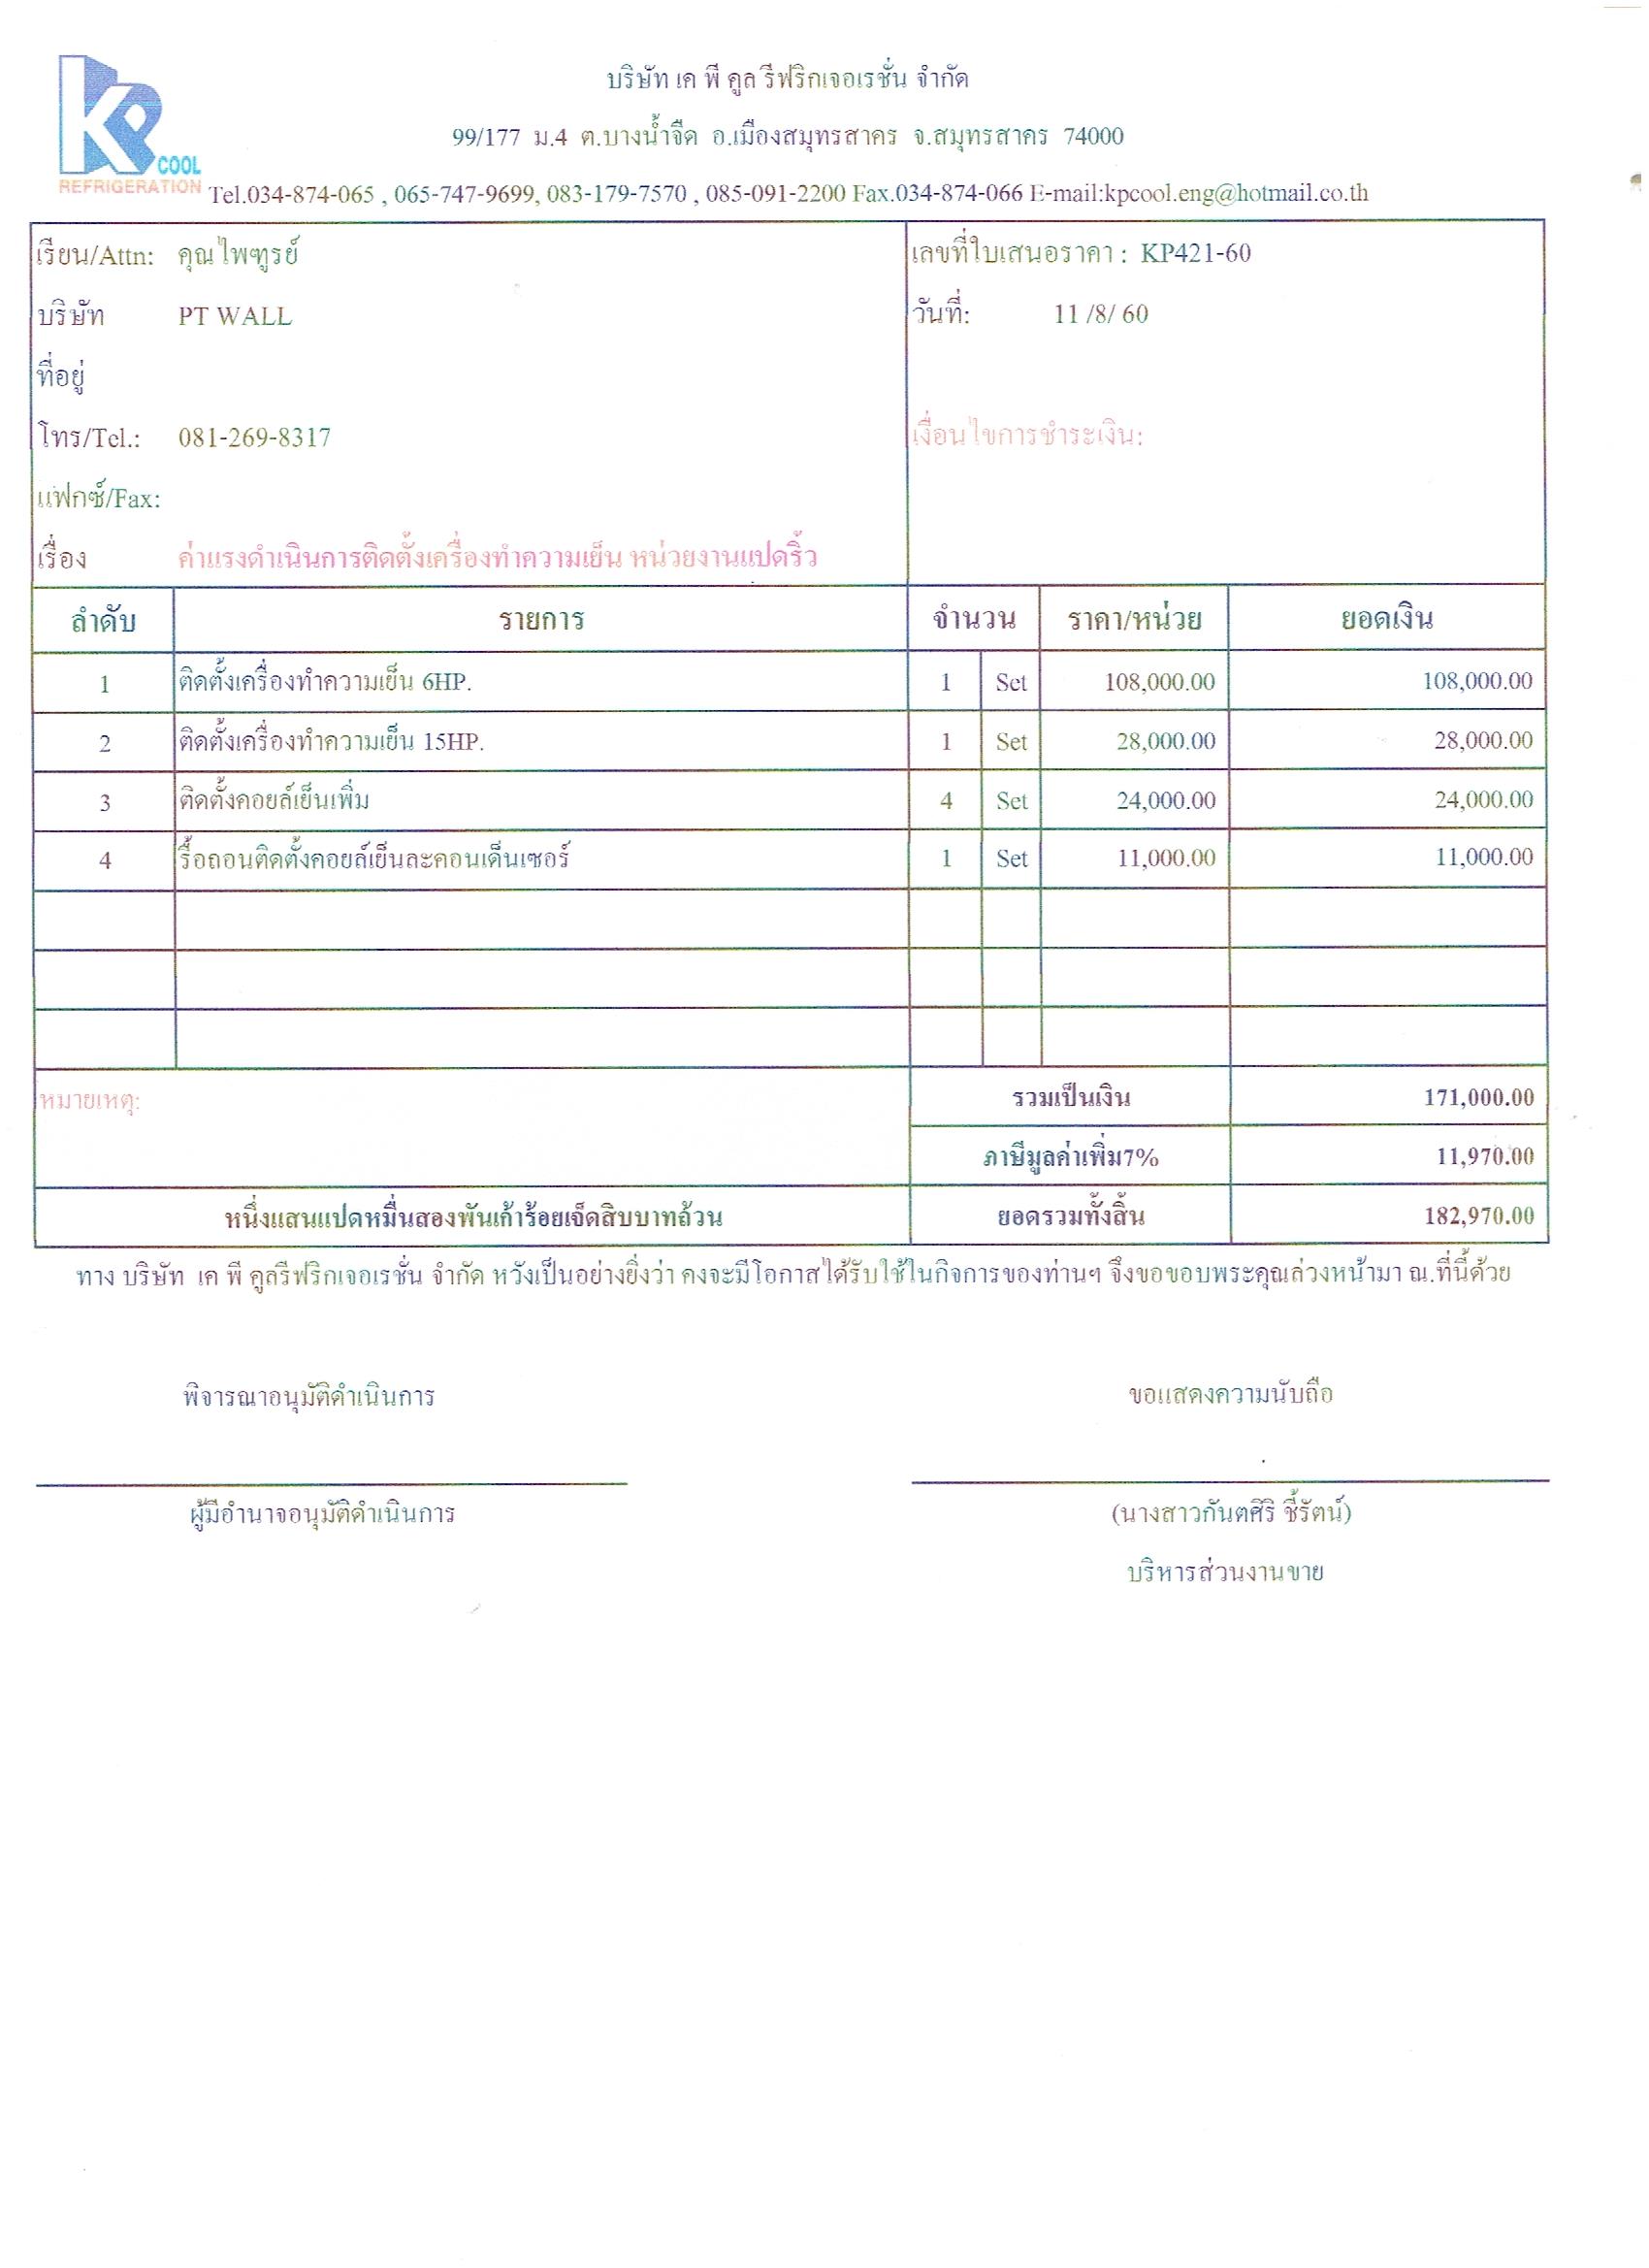 KP COOL
REFRIGERATION
บริษัท เค พี คูล รีฟริกเจอเรชั่น จำกัด
99/177 ม.4 ต.บางน้ำจืด อ.เมืองสมุทรสาคร จ.สมุทรสาคร 74000
Tel.034-874-065 , 065-747-9699, 083-179-7570 , 085-091-2200 Fax.034-874-066 E-mail:kpcool.eng@hotmail.co.th
เรียน/Attn: คุณไพฑูรย์ เลขที่ใบเสนอราคา : KP421-60
บริษัท PT WALL วันที่: 11 /8/ 60
ที่อยู่
โทร/Tel.: 081-269-8317 เงื่อนไขการชำระเงิน:
แฟกซ์/Fax:
เรื่อง ค่าแรงดำเนินการติดตั้งเครื่องทำความเย็น หน่วยงานแปดริ้ว
ลำดับ รายการ จำนวน ราคา/หน่วย ยอดเงิน
1 ติดตั้งเครื่องทำความเย็น 6HP. 1 Set 108,000.00 108,000.00
2 ติดตั้งเครื่องทำความเย็น 15HP. 1 Set 28,000.00 28,000.00
3 ติดตั้งคอยล์เย็นเพิ่ม 4 Set 24,000.00 24,000.00
4 รื้อถอนติดตั้งคอยล์เย็นละคอนเด็นเซอร์ 1 Set 11,000.00 11,000.00
หมายเหตุ: รวมเป็นเงิน 171,000.00
ภาษีมูลค่าเพิ่ม7% 11,970.00
หนึ่งแสนแปดหมื่นสองพันเก้าร้อยเจ็ดสิบบาทถ้วน ยอดรวมทั้งสิ้น 182,970.00
ทาง บริษัท เค พี คูลรีฟริกเจอเรชั่น จำกัด หวังเป็นอย่างยิ่งว่า คงจะมีโอกาสได้รับใช้ในกิจการของท่านฯ จึงขอขอบพระคุณล่วงหน้ามา ณ.ที่นี้ด้วย
พิจารณาอนุมัติดำเนินการ ขอแสดงความนับถือ
ผู้มีอำนาจอนุมัติดำเนินการ (นางสาวกันตศิริ ชี้รัตน์)
บริหารส่วนงานขาย